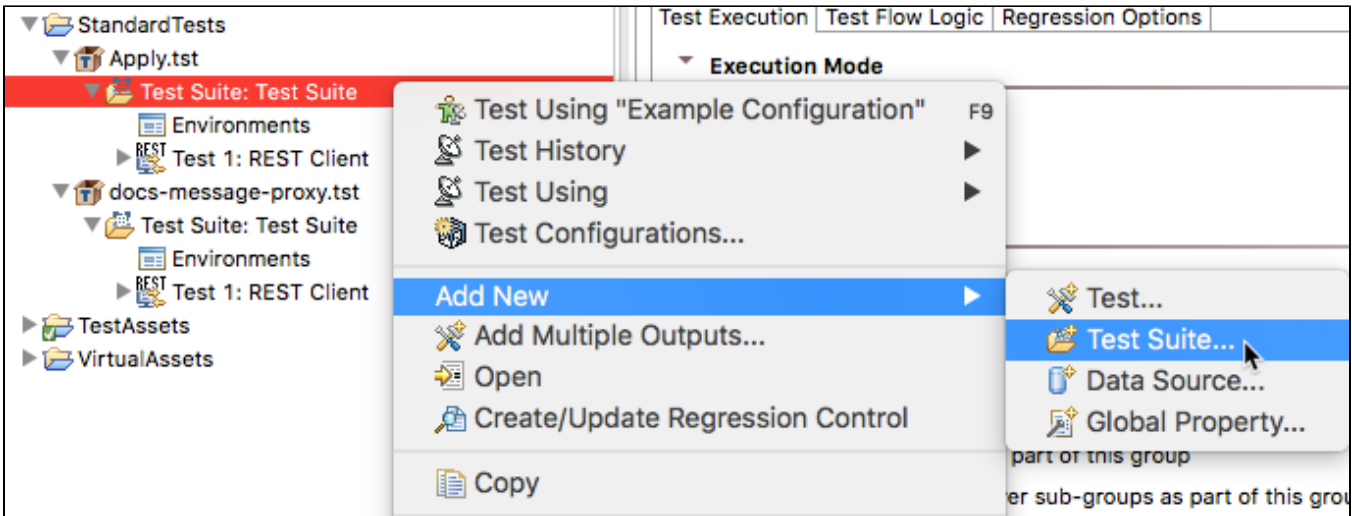 StandardTests
Apply.tst
Test Suite: Test Suite
Environments
REST Test 1: REST Client
docs-message-proxy.tst
Test Suite: Test Suite
Environments
REST Test 1: REST Client
TestAssets
VirtualAssets
Test Execution Test Flow Logic Regression Options
Execution Mode
Test Using "Example Configuration" F9
Test History
Test Using
Test Configurations...
Add New
Add Multiple Outputs...
Open
Create/Update Regression Control
Copy
Test...
Test Suite...
Data Source...
Global Property...
part of this group
er sub-groups as part of this grou